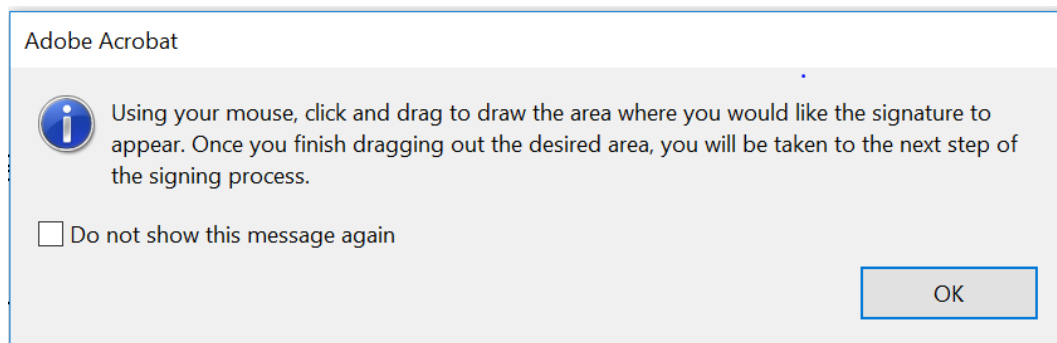 Adobe Acrobat
Using your mouse, click and drag to draw the area where you would like the signature to
appear. Once you finish dragging out the desired area, you will be taken to the next step of
the signing process.
Do not show this message again
OK